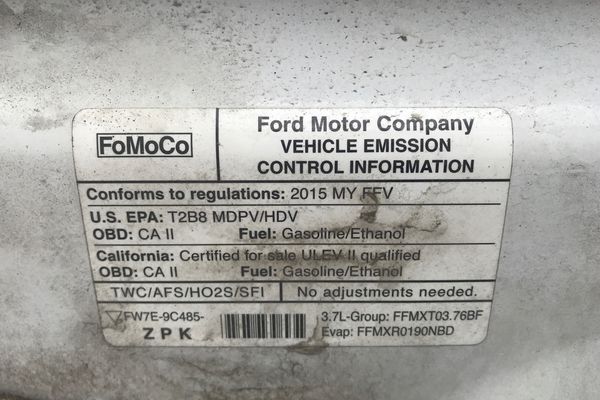 FoMoCo
Ford Motor Company
VEHICLE EMISSION
CONTROL INFORMATION
Conforms to regulations: 2015 MY FFV
U.S. EPA: T2B8 MDPV/HDV
OBD: CA II Fuel: Gasoline/Ethanol
California: Certified for sale ULEV II qualified
OBD: CA II Fuel: Gasoline/Ethanol
TWC/AFS/HO2S/SFI No adjustments needed.
FW7E-9C485-
ZPK
3.7L-Group: FFMXT03.76BF
Evap: FFMXR0190NBD